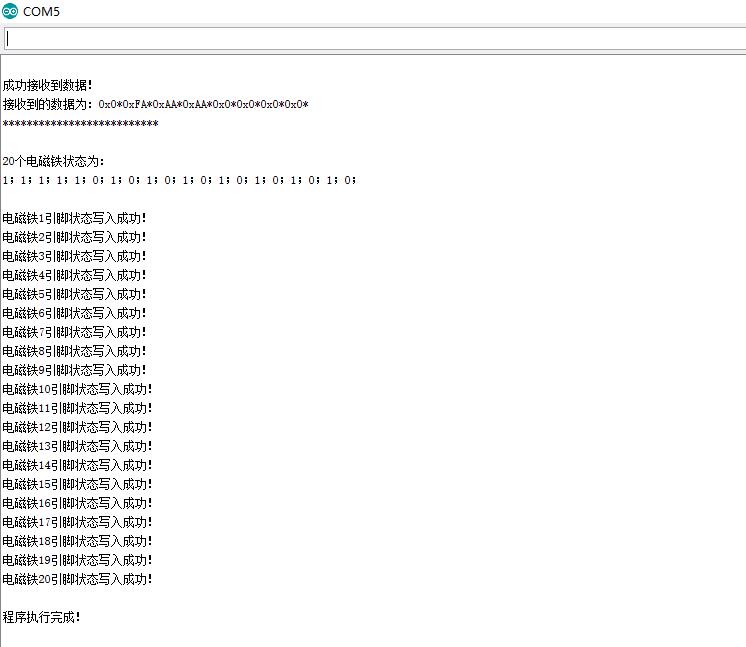 COM5
成功接收到数据!
接收到的数据为: 0x0*0xFA*0xAA*0xAA*0x0*0x0*0x0*0x0*
**************************
20个电磁铁状态为:
1; 1; 1; 1; 1; 0; 1; 0; 1; 0; 1; 0; 1; 0; 1; 0; 1; 0; 1; 0;
电磁铁1引脚状态写入成功!
电磁铁2引脚状态写入成功!
电磁铁3引脚状态写入成功!
电磁铁4引脚状态写入成功!
电磁铁5引脚状态写入成功!
电磁铁6引脚状态写入成功!
电磁铁7引脚状态写入成功!
电磁铁8引脚状态写入成功!
电磁铁9引脚状态写入成功!
电磁铁10引脚状态写入成功!
电磁铁11引脚状态写入成功!
电磁铁12引脚状态写入成功!
电磁铁13引脚状态写入成功!
电磁铁14引脚状态写入成功!
电磁铁15引脚状态写入成功!
电磁铁16引脚状态写入成功!
电磁铁17引脚状态写入成功!
电磁铁18引脚状态写入成功!
电磁铁19引脚状态写入成功!
电磁铁20引脚状态写入成功!
程序执行完成!